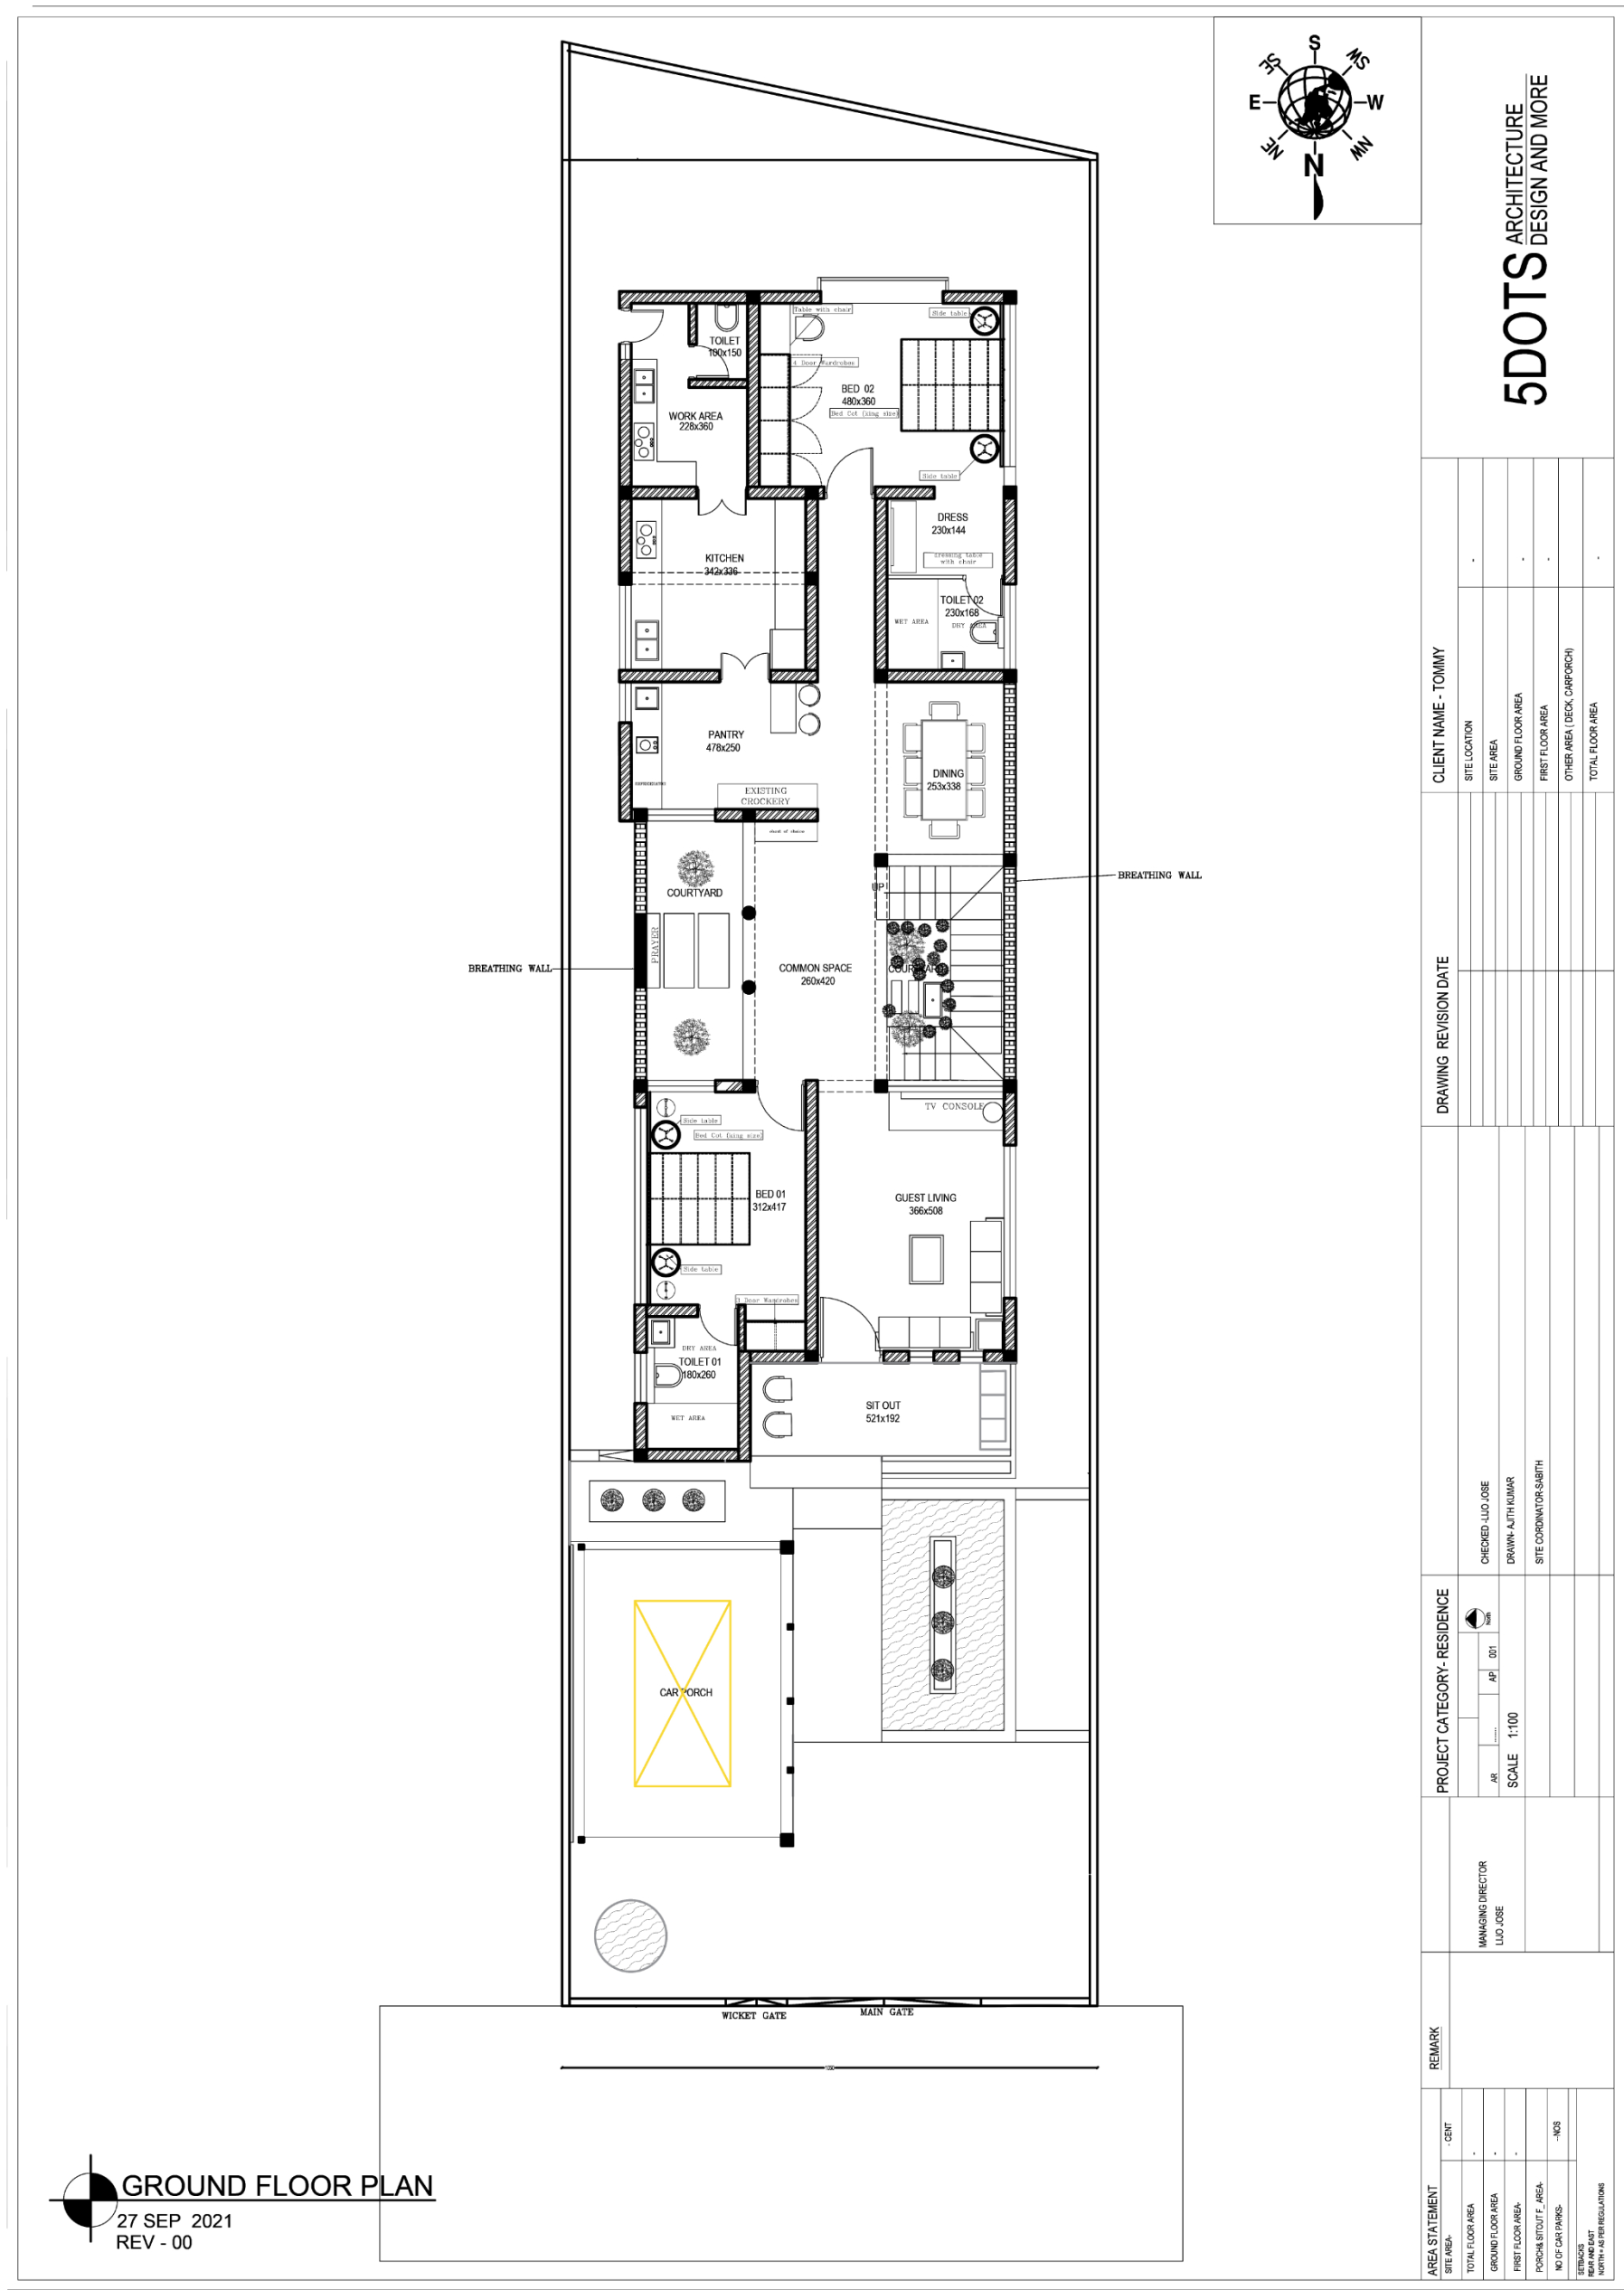 S
SW
W
NW
N
NE
E
SE
5DOTS
ARCHITECTURE
DESIGN AND MORE
Table with chair
Side table
TOILET
100x150
4 Door Wardrobes
BED 02
480x360
Bed Cot (king size)
WORK AREA
228x360
Side table
DRESS
230x144
dressing table
with chair
KITCHEN
342x336
TOILET 02
230x168
WET AREA
DRY AREA
PANTRY
478x250
DINING
253x338
EXISTING
CROCKERY
COURTYARD
UP
BREATHING WALL
PRAYER
BREATHING WALL
COMMON SPACE
260x420
COURTYARD
TV CONSOLE
Side table
Bed Cot (king size)
BED 01
312x417
GUEST LIVING
366x508
Side table
3 Door Wardrobes
DRY AREA
TOILET 01
180x260
WET AREA
SIT OUT
521x192
CAR PORCH
WICKET GATE
MAIN GATE
GROUND FLOOR PLAN
27 SEP 2021
REV - 00
CLIENT NAME - TOMMY
SITE LOCATION
-
SITE AREA
GROUND FLOOR AREA
-
FIRST FLOOR AREA
-
OTHER AREA ( DECK, CARPORCH)
TOTAL FLOOR AREA
-
DRAWING REVISION DATE
CHECKED -LIJO JOSE
DRAWN- AJITH KUMAR
SITE CORDINATOR-SABITH
PROJECT CATEGORY- RESIDENCE
North
AR ...... AP 001
SCALE 1:100
MANAGING DIRECTOR
LIJO JOSE
REMARK
AREA STATEMENT
SITE AREA- - CENT
TOTAL FLOOR AREA -
GROUND FLOOR AREA -
FIRST FLOOR AREA- -
PORCH& SITOUT F_ AREA-
NO OF CAR PARKS- --NOS
SETBACKS
REAR AND EAST
NORTH = AS PER REGULATIONS